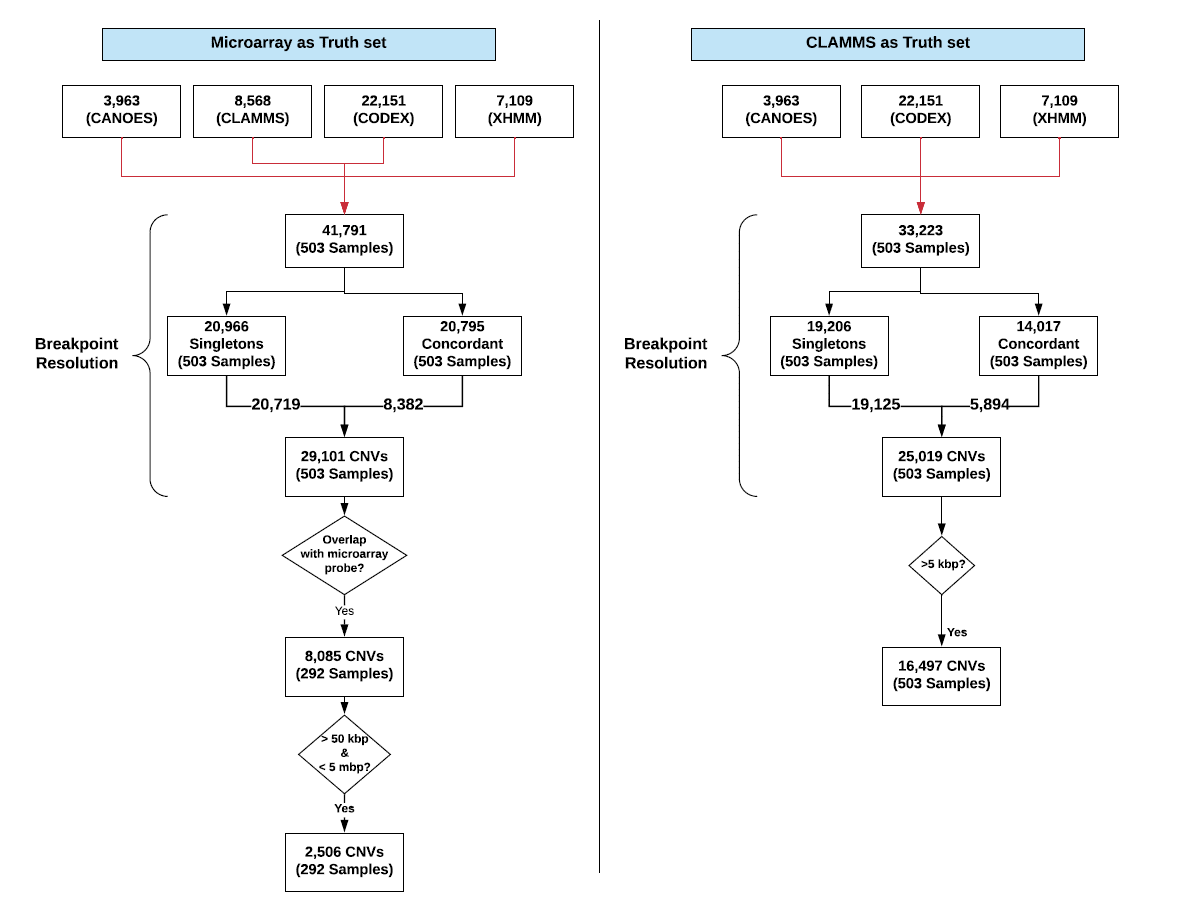 Microarray as Truth set
3,963
(CANOES)
8,568
(CLAMMS)
22,151
(CODEX)
7,109
(XHMM)
41,791
(503 Samples)
Breakpoint
Resolution
20,966
Singletons
(503 Samples)
20,795
Concordant
(503 Samples)
20,719
8,382
29,101 CNVs
(503 Samples)
Overlap
with microarray
probe?
Yes
8,085 CNVs
(292 Samples)
> 50 kbp
&
< 5 mbp?
Yes
2,506 CNVs
(292 Samples)
CLAMMS as Truth set
3,963
(CANOES)
22,151
(CODEX)
7,109
(XHMM)
33,223
(503 Samples)
Breakpoint
Resolution
19,206
Singletons
(503 Samples)
14,017
Concordant
(503 Samples)
19,125
5,894
25,019 CNVs
(503 Samples)
>5 kbp?
Yes
16,497 CNVs
(503 Samples)